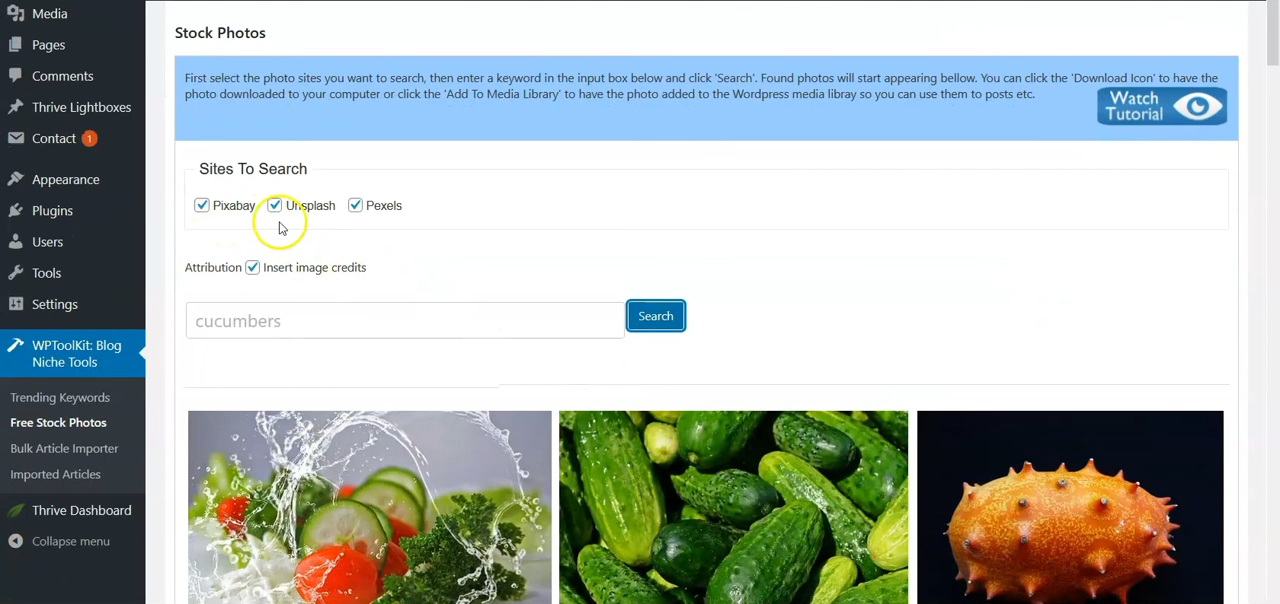 Media
Pages
Comments
Thrive Lightboxes
Contact 1
Appearance
Plugins
Users
Tools
Settings
WPToolKit: Blog
Niche Tools
Trending Keywords
Free Stock Photos
Bulk Article Importer
Imported Articles
Thrive Dashboard
Collapse menu
Stock Photos
First select the photo sites you want to search, then enter a keyword in the input box below and click 'Search'. Found photos will start appearing bellow. You can click the 'Download Icon' to have the
photo downloaded to your computer or click the 'Add To Media Library' to have the photo added to the Wordpress media libray so you can use them to posts etc.
Watch
Tutorial
Sites To Search
Pixabay Unsplash Pexels
Attribution Insert image credits
cucumbers
Search